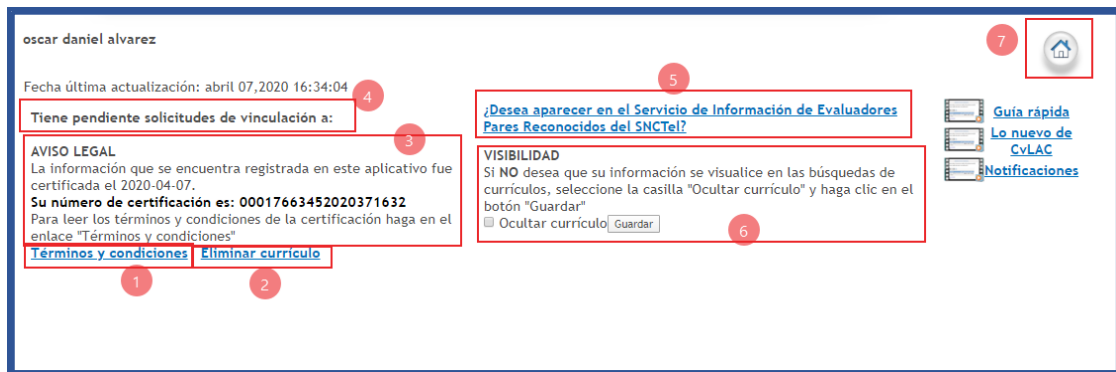 oscar daniel alvarez
7
Fecha última actualización: abril 07,2020 16:34:04
4
5
Tiene pendiente solicitudes de vinculación a:
3
AVISO LEGAL
La información que se encuentra registrada en este aplicativo fue
certificada el 2020-04-07.
Su número de certificación es: 00017663452020371632
Para leer los términos y condiciones de la certificación haga en el
enlace "Términos y condiciones"
Términos y condiciones
Eliminar currículo
1
2
¿Desea aparecer en el Servicio de Información de Evaluadores
Pares Reconocidos del SNCTeI?
VISIBILIDAD
Si NO desea que su información se visualice en las búsquedas de
currículos, seleccione la casilla "Ocultar currículo" y haga clic en el
botón "Guardar"
Ocultar currículo Guardar
6
Guía rápida
Lo nuevo de
CvLAC
Notificaciones